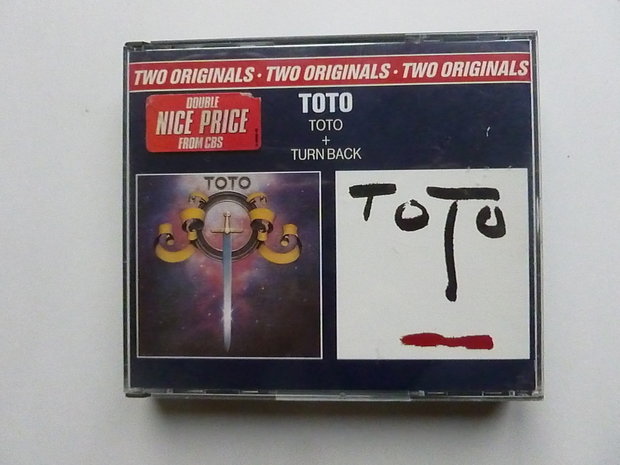 TWO ORIGINALS · TWO ORIGINALS · TWO ORIGINALS
DOUBLE
NICE PRICE
FROM CBS
TOTO
TOTO
+
TURN BACK
TOTO
TOTO